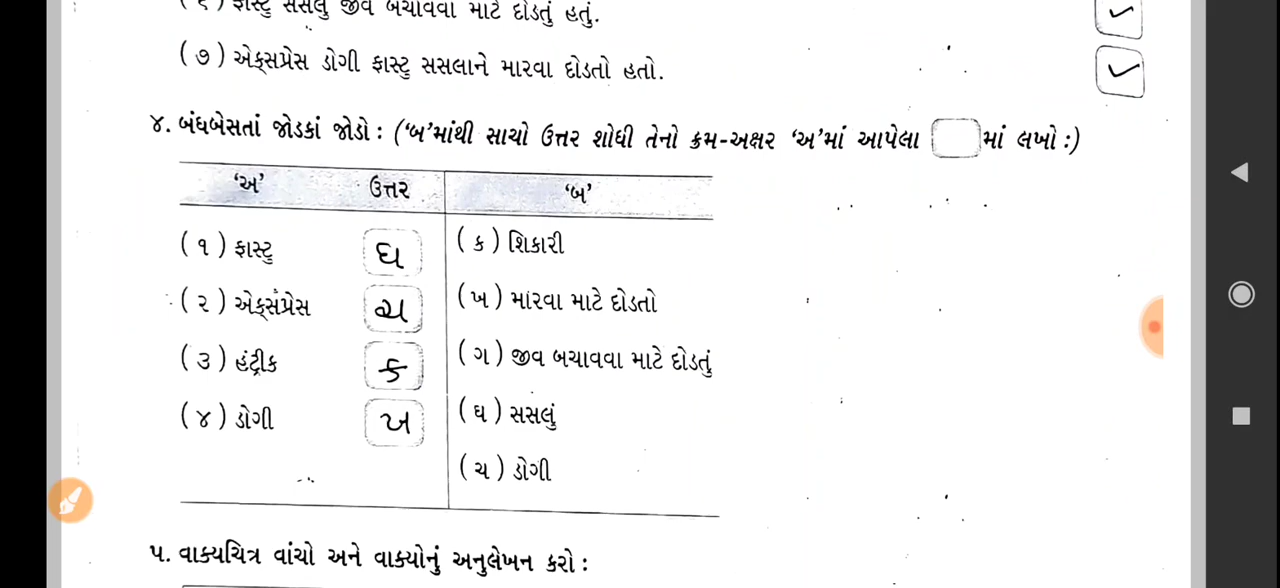 (૬) ફાસ્ટુ સસલુ જીવ બચાવવા માટે દોડતું હતું. ✓
(૭) એક્સપ્રેસ ડોગી ફાસ્ટુ સસલાને મારવા દોડતો હતો. ✓
૪. બંધબેસતાં જોડકાં જોડો : (‘બ’માંથી સાચો ઉત્તર શોધી તેનો ક્રમ-અક્ષર ‘અ’માં આપેલા માં લખો :)
‘અ’ ઉત્તર ‘બ’
(૧) ફાસ્ટુ ઘ (ક) શિકારી
(૨) એક્સપ્રેસ ચ (ખ) મારવા માટે દોડતો
(૩) હંટ્રીક ક (ગ) જીવ બચાવવા માટે દોડતું
(૪) ડોગી ખ (ઘ) સસલું
(ચ) ડોગી
૫. વાક્યચિત્ર વાંચો અને વાક્યોનું અનુલેખન કરો :